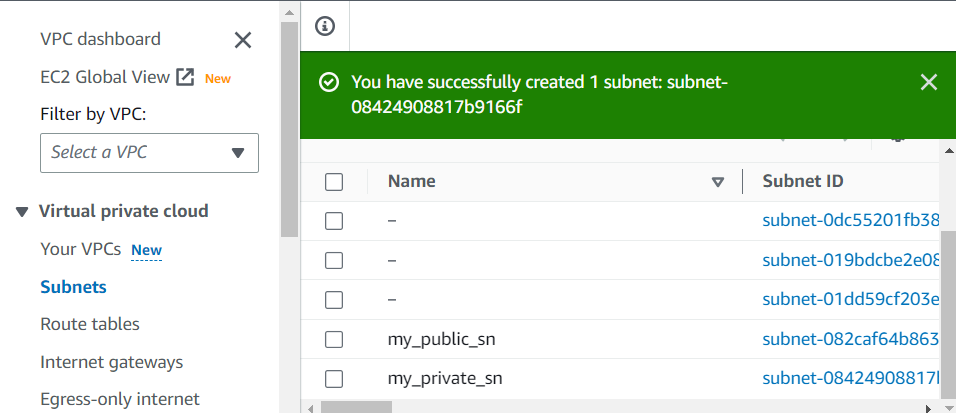 VPC dashboard
EC2 Global View New
Filter by VPC:
Select a VPC
Virtual private cloud
Your VPCs New
Subnets
Route tables
Internet gateways
Egress-only internet
You have successfully created 1 subnet: subnet-
08424908817b9166f
Name Subnet ID
– subnet-0dc55201fb38
– subnet-019bdcbe2e08
– subnet-01dd59cf203e
my_public_sn subnet-082caf64b863
my_private_sn subnet-08424908817